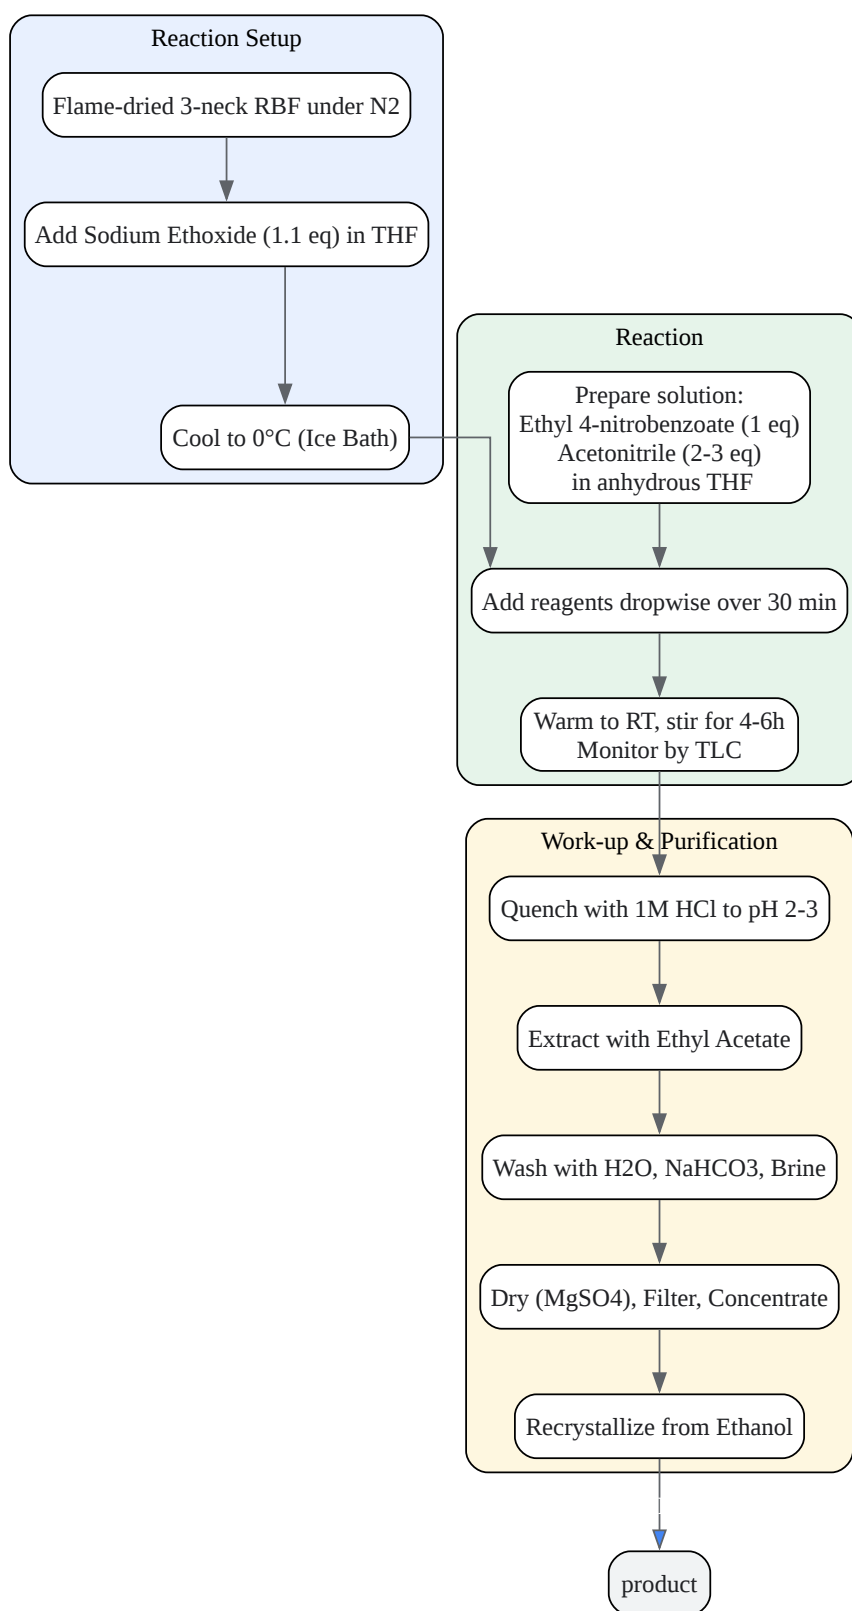 Reaction Setup
Flame-dried 3-neck RBF under N2
Add Sodium Ethoxide (1.1 eq) in THF
Cool to 0°C (Ice Bath)
Reaction
Prepare solution:
Ethyl 4-nitrobenzoate (1 eq)
Acetonitrile (2-3 eq)
in anhydrous THF
Add reagents dropwise over 30 min
Warm to RT, stir for 4-6h
Monitor by TLC
Work-up & Purification
Quench with 1M HCl to pH 2-3
Extract with Ethyl Acetate
Wash with H2O, NaHCO3, Brine
Dry (MgSO4), Filter, Concentrate
Recrystallize from Ethanol
product